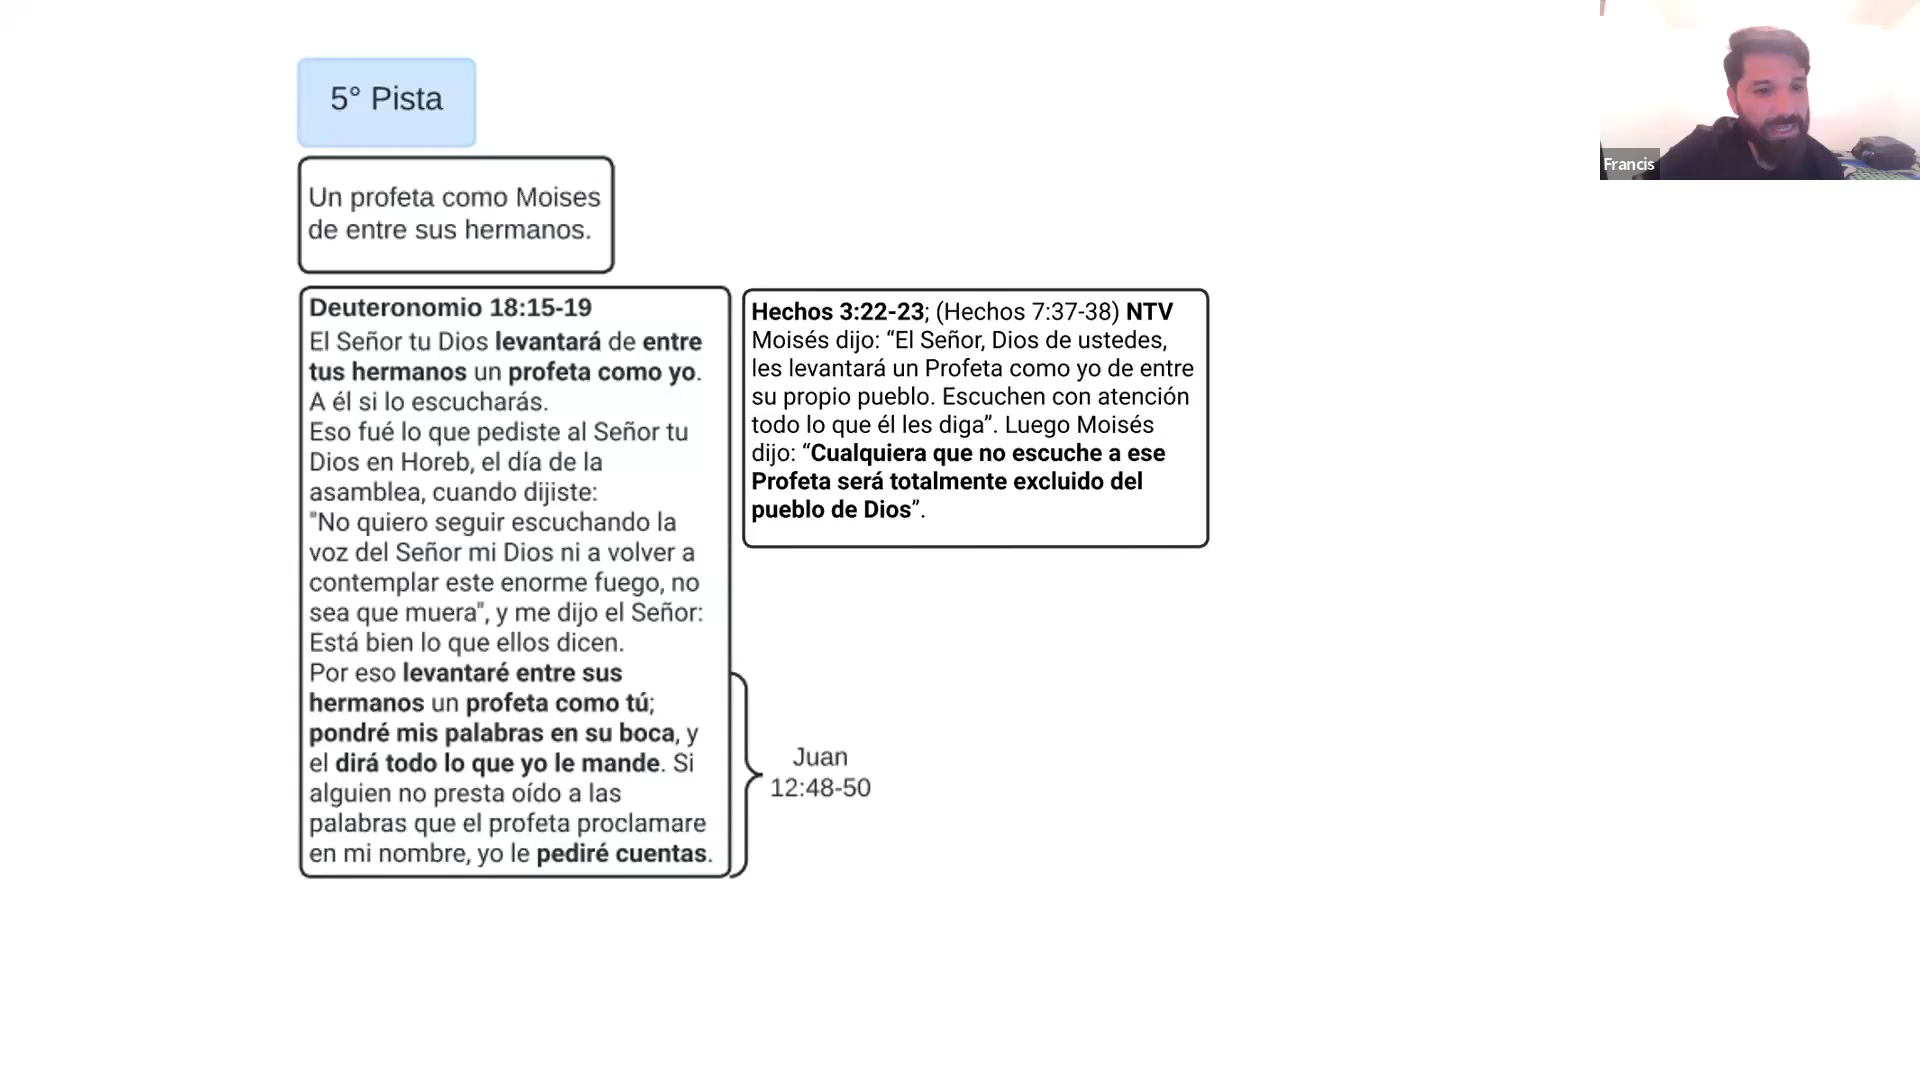 5° Pista
Un profeta como Moises
de entre sus hermanos.
Deuteronomio 18:15-19
El Señor tu Dios levantará de entre
tus hermanos un profeta como yo.
A él si lo escucharás.
Eso fué lo que pediste al Señor tu
Dios en Horeb, el día de la
asamblea, cuando dijiste:
"No quiero seguir escuchando la
voz del Señor mi Dios ni a volver a
contemplar este enorme fuego, no
sea que muera", y me dijo el Señor:
Está bien lo que ellos dicen.
Por eso levantaré entre sus
hermanos un profeta como tú;
pondré mis palabras en su boca, y
el dirá todo lo que yo le mande. Si
alguien no presta oído a las
palabras que el profeta proclamare
en mi nombre, yo le pediré cuentas.
Hechos 3:22-23; (Hechos 7:37-38) NTV
Moisés dijo: “El Señor, Dios de ustedes,
les levantará un Profeta como yo de entre
su propio pueblo. Escuchen con atención
todo lo que él les diga”. Luego Moisés
dijo: “Cualquiera que no escuche a ese
Profeta será totalmente excluido del
pueblo de Dios”.
Juan
12:48-50
Francis